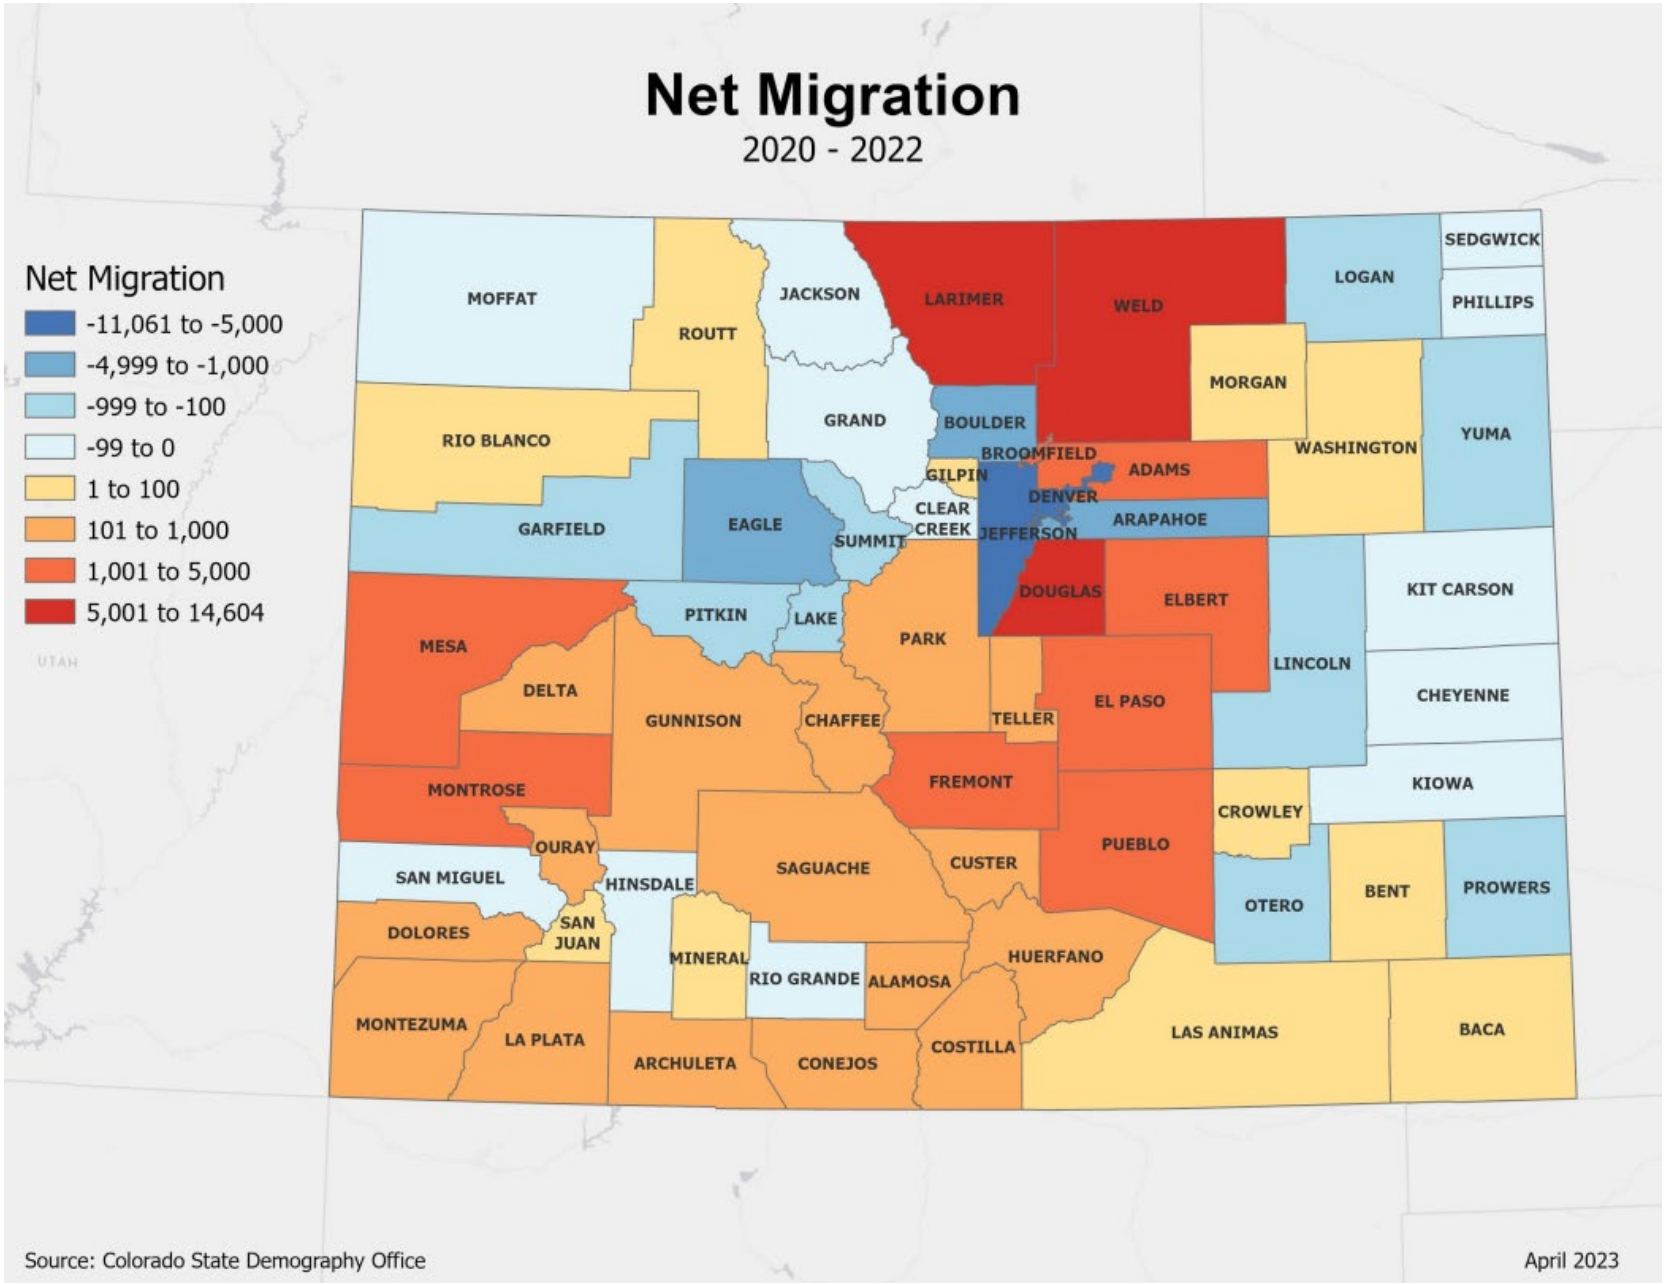 Net Migration
2020 - 2022
Net Migration
-11,061 to -5,000
-4,999 to -1,000
-999 to -100
-99 to 0
1 to 100
101 to 1,000
1,001 to 5,000
5,001 to 14,604
UTAH
MOFFAT
ROUTT
JACKSON
LARIMER
WELD
LOGAN
SEDGWICK
PHILLIPS
RIO BLANCO
GRAND
BOULDER
MORGAN
WASHINGTON
YUMA
BROOMFIELD
GILPIN
ADAMS
DENVER
GARFIELD
EAGLE
SUMMIT
CLEAR
CREEK
JEFFERSON
ARAPAHOE
DOUGLAS
ELBERT
KIT CARSON
MESA
PITKIN
LAKE
PARK
LINCOLN
CHEYENNE
DELTA
GUNNISON
CHAFFEE
TELLER
EL PASO
MONTROSE
FREMONT
CROWLEY
KIOWA
OURAY
SAGUACHE
CUSTER
PUEBLO
SAN MIGUEL
HINSDALE
OTERO
BENT
PROWERS
DOLORES
SAN
JUAN
MINERAL
RIO GRANDE
ALAMOSA
HUERFANO
MONTEZUMA
LA PLATA
ARCHULETA
CONEJOS
COSTILLA
LAS ANIMAS
BACA
Source: Colorado State Demography Office
April 2023